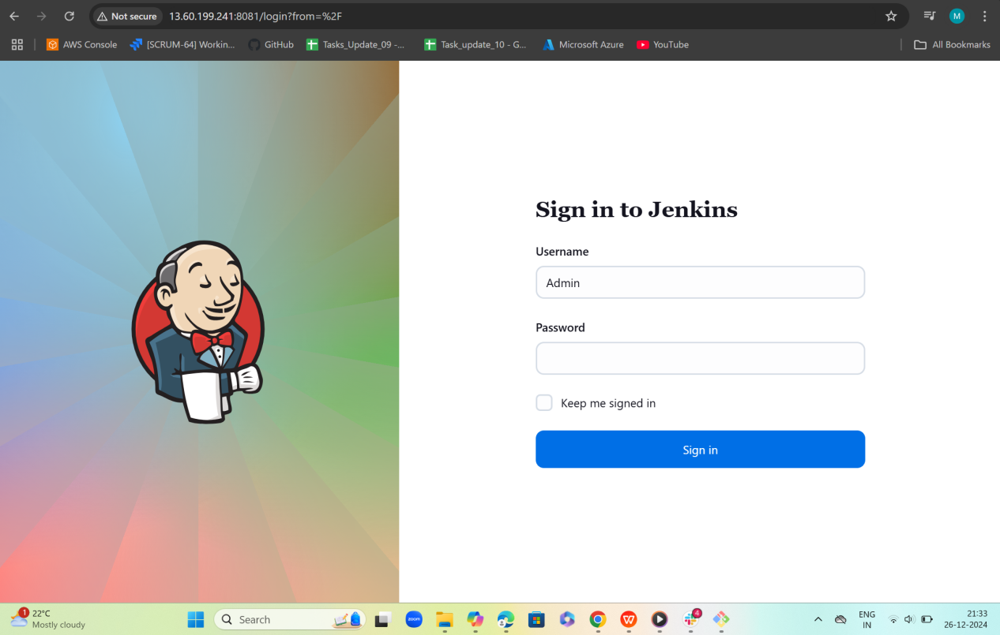 Not secure 13.60.199.241:8081/login?from=%2F M
AWS Console [SCRUM-64] Workin... GitHub Tasks_Update_09 -... Task_update_10 - G... Microsoft Azure YouTube All Bookmarks
Sign in to Jenkins
Username
Admin
Password
Keep me signed in
Sign in
1 22°C
Mostly cloudy
Search
zoom
W
4
ENG
IN
21:33
26-12-2024